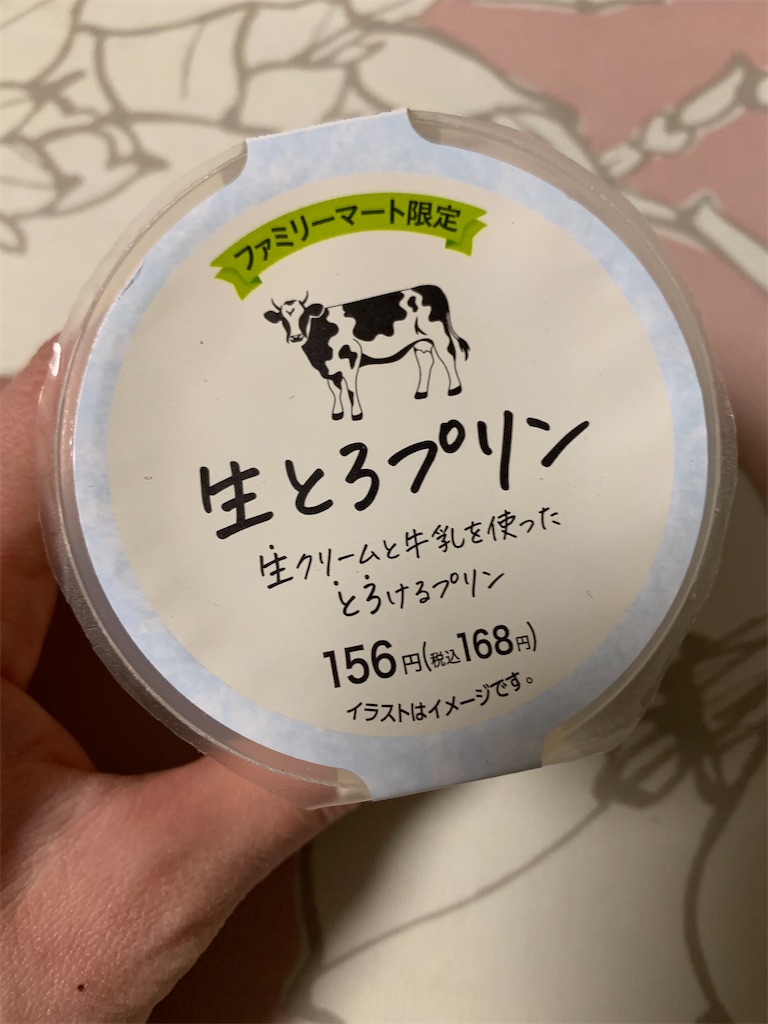 ファミリーマート限定
生とろプリン
生クリームと牛乳を使った
とろけるプリン
156円(税込168円)
イラストはイメージです。